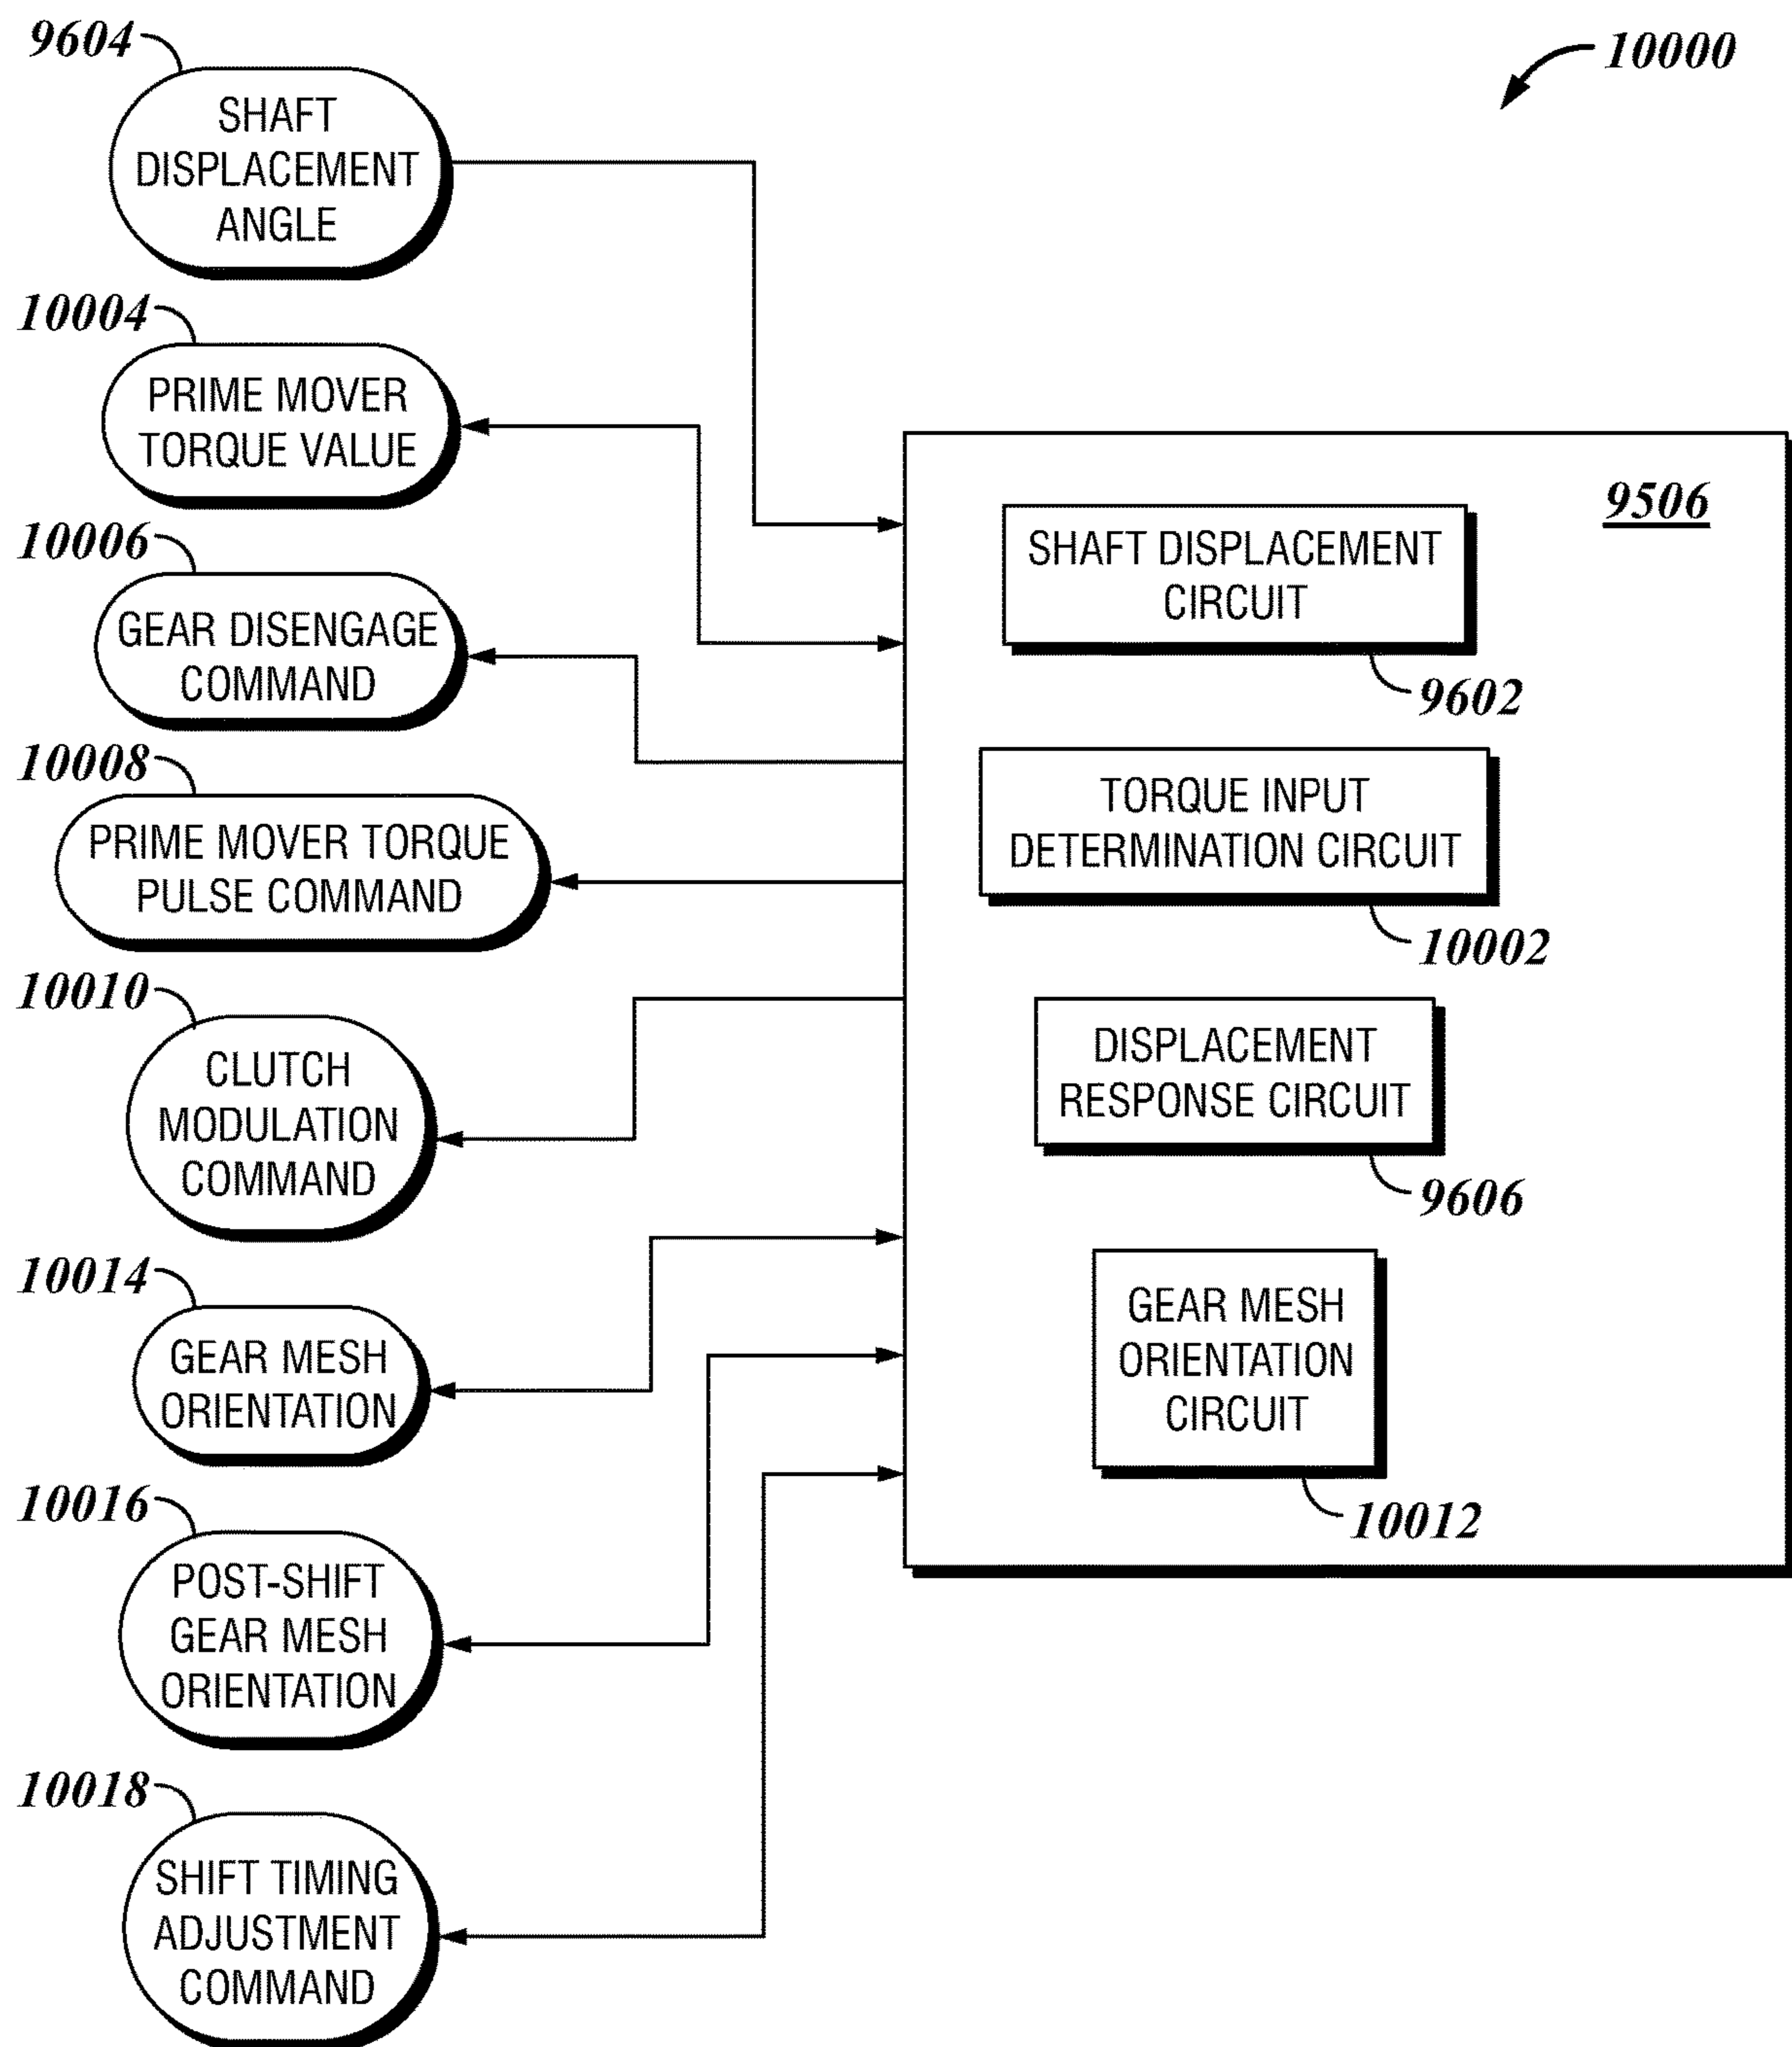 9604
10000
SHAFT
DISPLACEMENT
ANGLE
10004
PRIME MOVER
TORQUE VALUE
10006
GEAR DISENGAGE
COMMAND
10008
PRIME MOVER TORQUE
PULSE COMMAND
10010
CLUTCH
MODULATION
COMMAND
10014
GEAR MESH
ORIENTATION
10016
POST-SHIFT
GEAR MESH
ORIENTATION
10018
SHIFT TIMING
ADJUSTMENT
COMMAND
9506
SHAFT DISPLACEMENT
CIRCUIT
9602
TORQUE INPUT
DETERMINATION CIRCUIT
10002
DISPLACEMENT
RESPONSE CIRCUIT
9606
GEAR MESH
ORIENTATION
CIRCUIT
10012